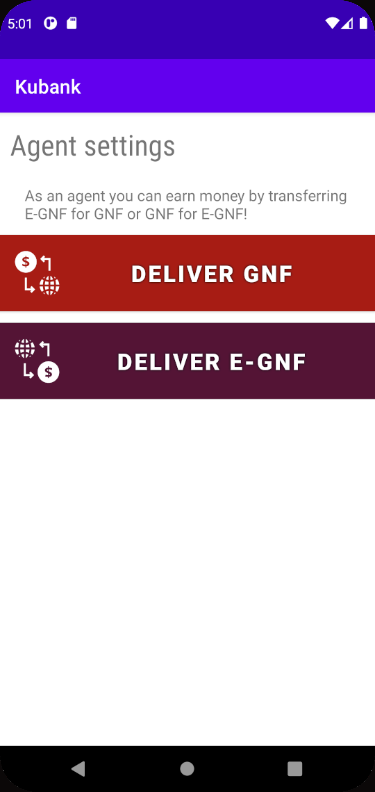 5:01
Kubank
Agent settings
As an agent you can earn money by transferring
E-GNF for GNF or GNF for E-GNF!
$
DELIVER GNF
DELIVER E-GNF
$